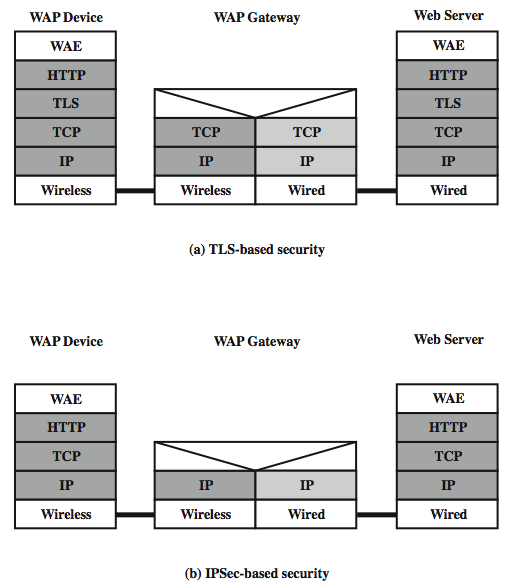 WAP Device WAP Gateway Web Server
WAE WAE
HTTP HTTP
TLS TLS
TCP TCP TCP TCP
IP IP IP IP
Wireless Wireless Wired Wired
(a) TLS-based security
WAP Device WAP Gateway Web Server
WAE WAE
HTTP HTTP
TCP TCP
IP IP IP IP
Wireless Wireless Wired Wired
(b) IPSec-based security